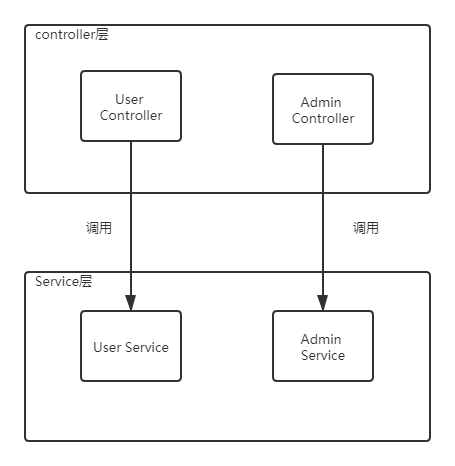 controller层
User
Controller
Admin
Controller
调用
调用
Service层
User Service
Admin
Service